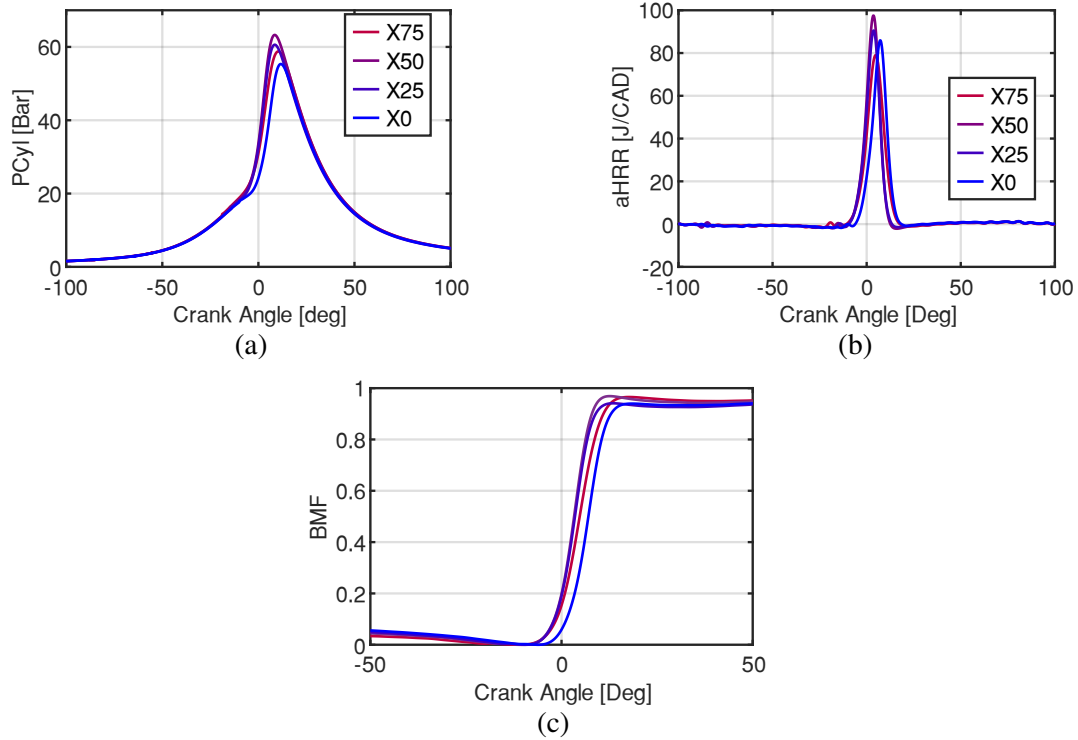 PCyl [Bar]
60
40
20
0
-100
-50
0
50
100
Crank Angle [deg]
X75
X50
X25
X0
(a)
aHRR [J/CAD]
100
80
60
40
20
0
-20
-100
-50
0
50
100
Crank Angle [Deg]
X75
X50
X25
X0
(b)
BMF
1
0.8
0.6
0.4
0.2
0
-50
0
50
Crank Angle [Deg]
(c)